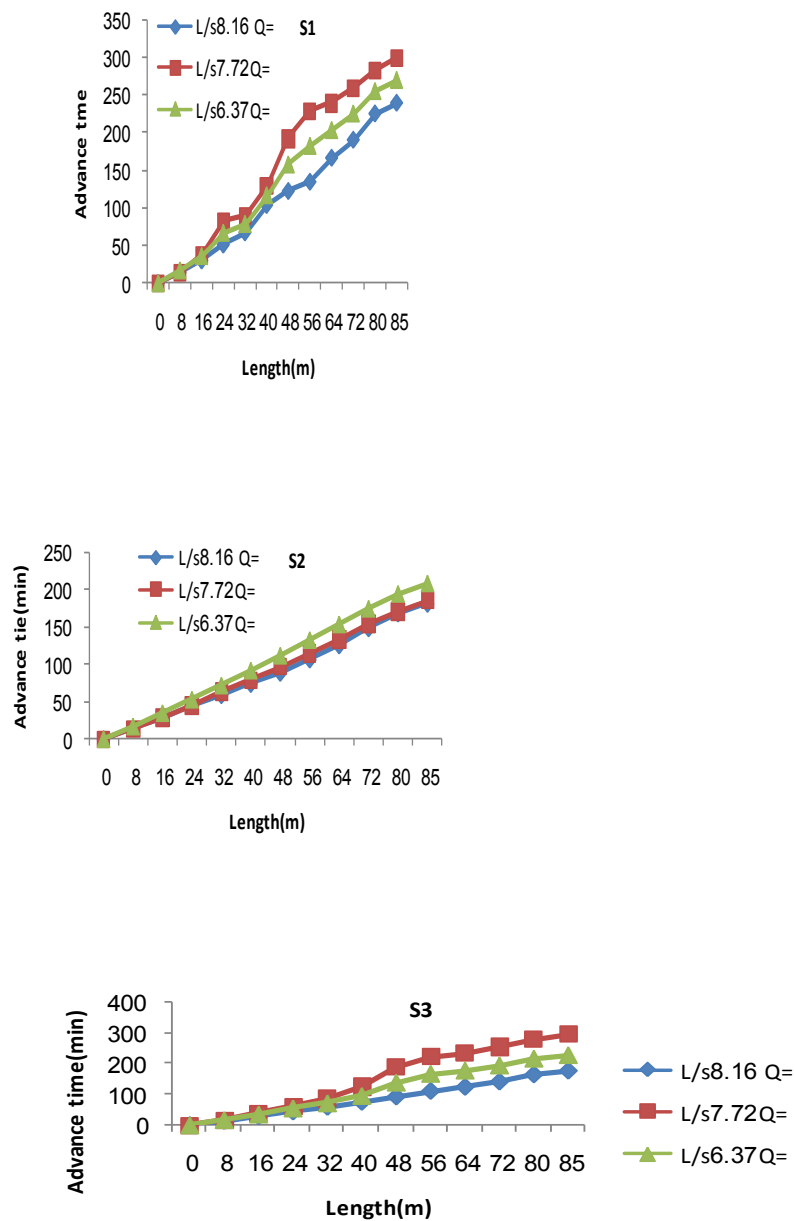 L/s8.16 Q=
S1
L/s7.72Q=
L/s6.37Q=
350
300
250
200
150
100
50
0
Advance tme
0 8 16 24 32 40 48 56 64 72 80 85
Length(m)
L/s8.16 Q=
S2
L/s7.72Q=
L/s6.37Q=
250
200
150
100
50
0
Advance tie(min)
0 8 16 24 32 40 48 56 64 72 80 85
Length(m)
S3
400
300
200
100
0
Advance time(min)
0 8 16 24 32 40 48 56 64 72 80 85
Length(m)
L/s8.16 Q=
L/s7.72Q=
L/s6.37Q=